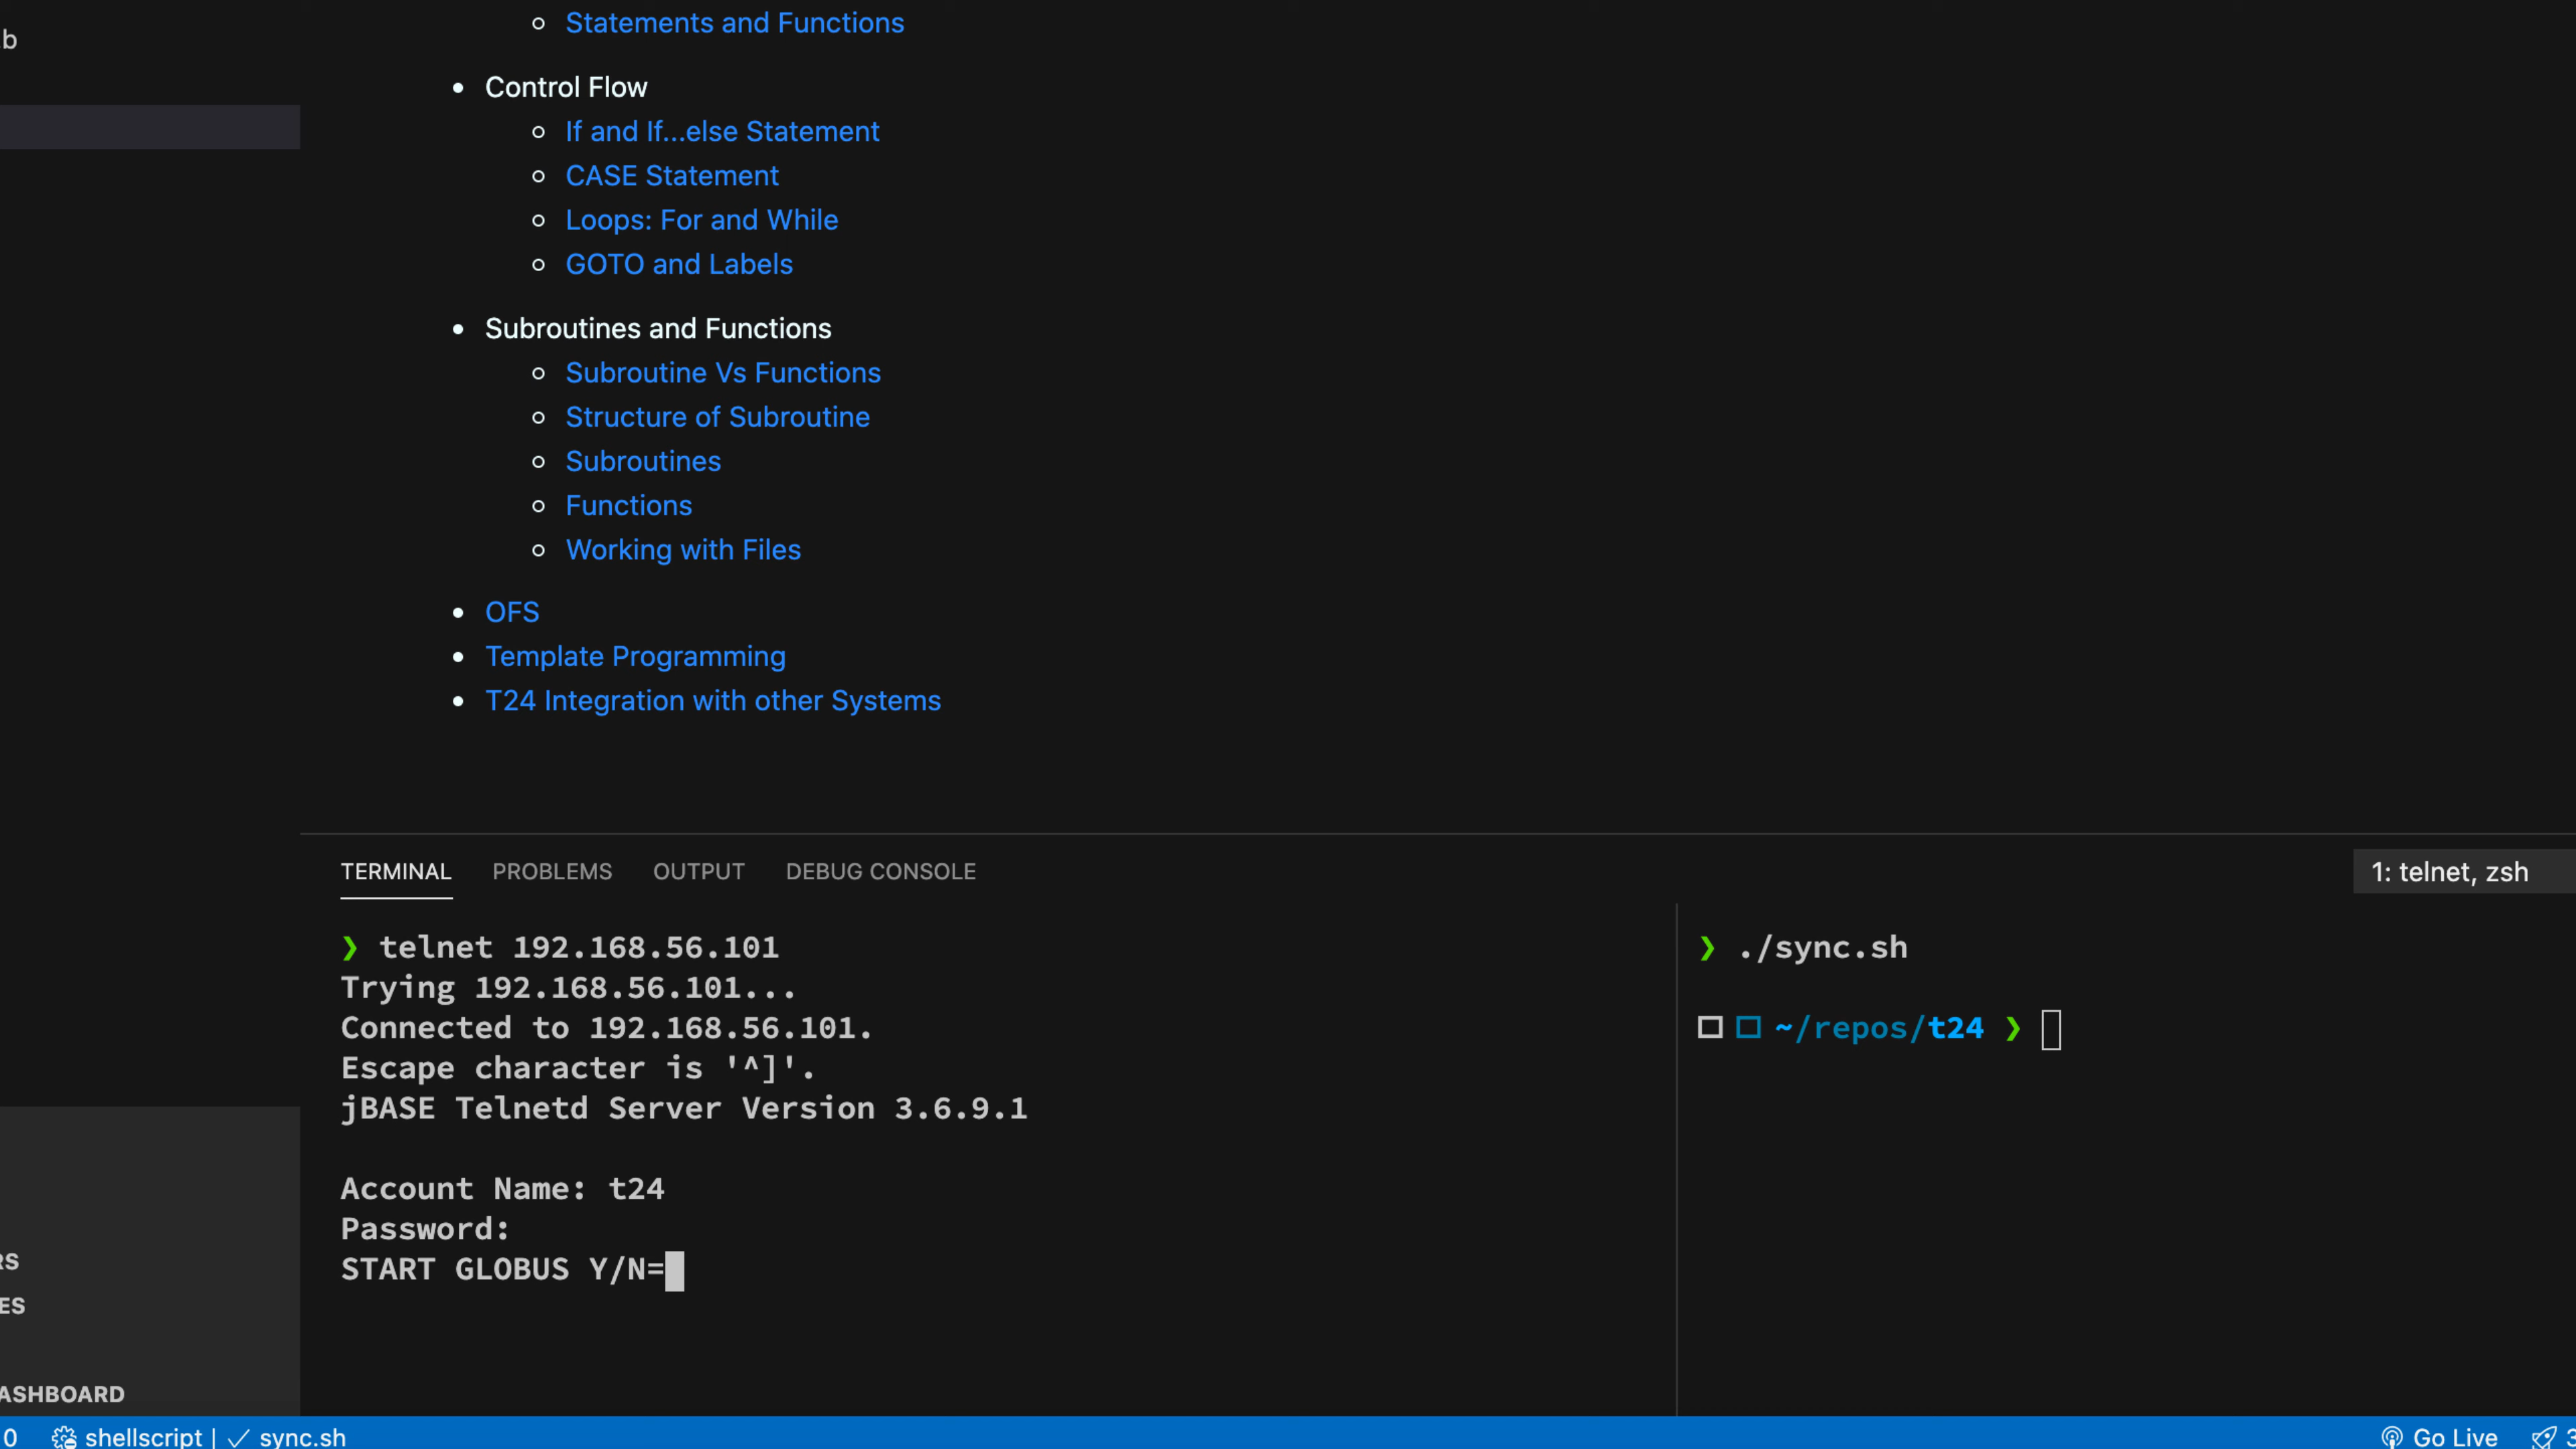 Statements and Functions
b
Control Flow
If and If...else Statement
CASE Statement
Loops: For and While
GOTO and Labels
Subroutines and Functions
Subroutine Vs Functions
Structure of Subroutine
Subroutines
Functions
Working with Files
OFS
Template Programming
T24 Integration with other Systems
TERMINAL PROBLEMS OUTPUT DEBUG CONSOLE
1: telnet, zsh
❯ telnet 192.168.56.101
Trying 192.168.56.101...
Connected to 192.168.56.101.
Escape character is '^]'.
jBASE Telnetd Server Version 3.6.9.1
Account Name: t24
Password:
START GLOBUS Y/N=
❯ ./sync.sh
~/repos/t24 ❯
RS
ES
ASHBOARD
0 shellscript | ✓ sync.sh
Go Live